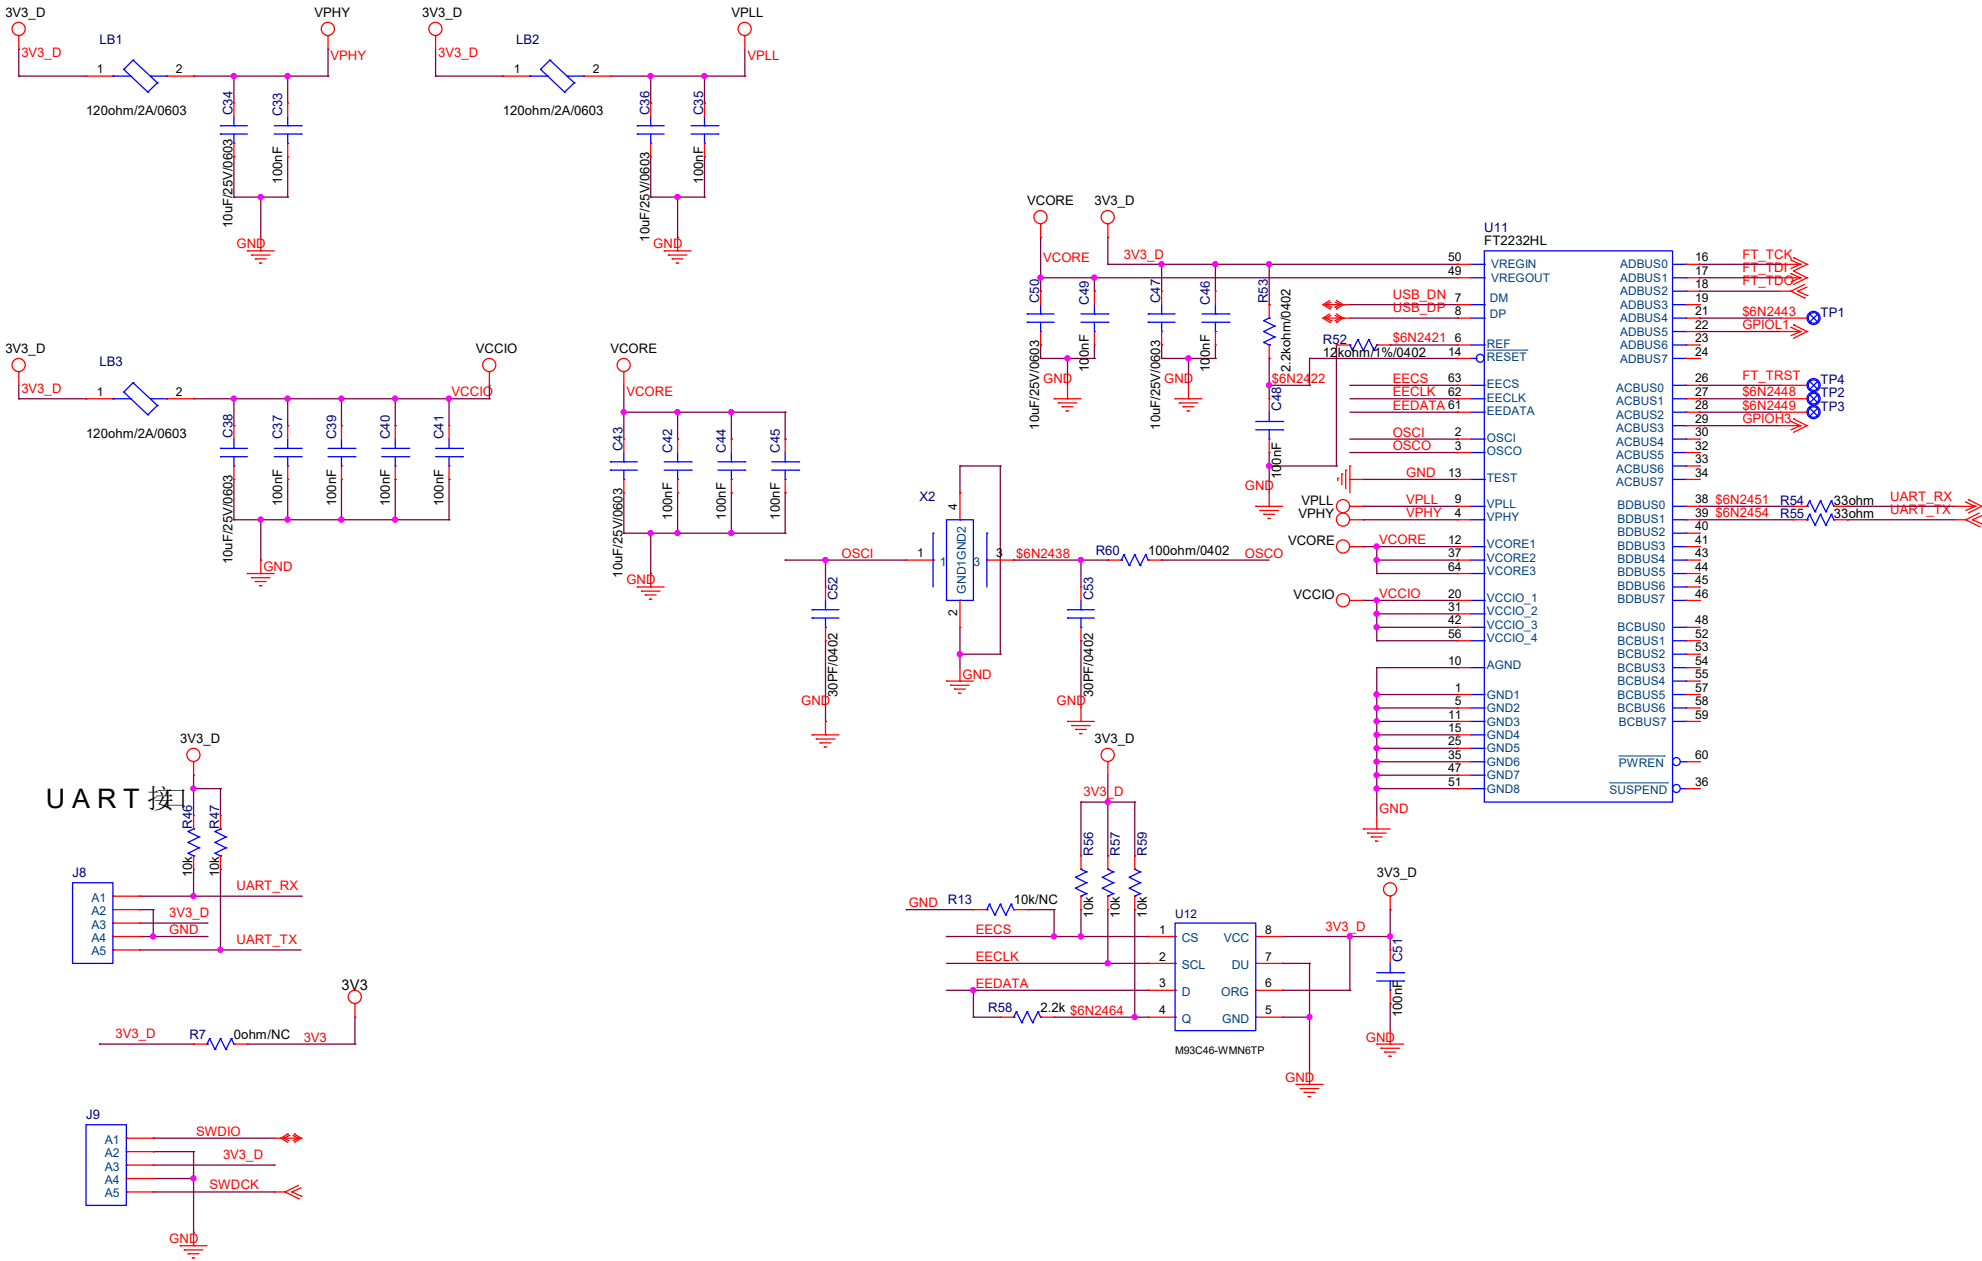 3V3_D
VPHY
3V3_D
LB1
VPHY
1
2
120ohm/2A/0603
C34
C33
10uF/25V/0603
100nF
GND
3V3_D
VPLL
3V3_D
LB2
VPLL
1
2
120ohm/2A/0603
C36
C35
10uF/25V/0603
100nF
GND
3V3_D
VCCIO
3V3_D
LB3
VCCIO
1
2
120ohm/2A/0603
C38
C37
C39
C40
C41
10uF/25V/0603
100nF
100nF
100nF
100nF
GND
VCORE
VCORE
C43
C42
C44
C45
10uF/25V/0603
100nF
100nF
100nF
GND
VCORE
3V3_D
VCORE
3V3_D
C50
C49
C47
C46
R53
10uF/25V/0603
100nF
10uF/25V/0603
100nF
2.2kohm/0402
GND
GND
$6N2422
C48
100nF
GND
USB_DN
USB_DP
R52
$6N2421
12kohm/1%/0402
EECS
EECLK
EEDATA
OSCI
OSCO
GND
VPLL
VPLL
VPHY
VPHY
VCORE
VCORE
VCCIO
VCCIO
GND
U11
FT2232HL
50 VREGIN
49 VREGOUT
7 DM
8 DP
6 REF
14 RESET
63 EECS
62 EECLK
61 EEDATA
2 OSCI
3 OSCO
13 TEST
9 VPLL
4 VPHY
12 VCORE1
37 VCORE2
64 VCORE3
20 VCCIO_1
31 VCCIO_2
42 VCCIO_3
56 VCCIO_4
10 AGND
1 GND1
5 GND2
11 GND3
15 GND4
25 GND5
35 GND6
47 GND7
51 GND8
ADBUS0 16 FT_TCK
ADBUS1 17 FT_TDI
ADBUS2 18 FT_TDO
ADBUS3 19
ADBUS4 21 $6N2443 TP1
ADBUS5 22 GPIOL1
ADBUS6 23
ADBUS7 24
ACBUS0 26 FT_TRST TP4
ACBUS1 27 $6N2448 TP2
ACBUS2 28 $6N2449 TP3
ACBUS3 29 GPIOH3
ACBUS4 30
ACBUS5 32
ACBUS6 33
ACBUS7 34
BDBUS0 38 $6N2451 R54 33ohm UART_RX
BDBUS1 39 $6N2454 R55 33ohm UART_TX
BDBUS2 40
BDBUS3 41
BDBUS4 43
BDBUS5 44
BDBUS6 45
BDBUS7 46
BCBUS0 48
BCBUS1 52
BCBUS2 53
BCBUS3 54
BCBUS4 55
BCBUS5 57
BCBUS6 58
BCBUS7 59
PWREN 60
SUSPEND 36
X2
OSCI
1
1
GND1
GND2
3
3
4
2
$6N2438
R60
100ohm/0402
OSCO
C52
30PF/0402
GND
GND
C53
30PF/0402
GND
3V3_D
UART接
R46
R47
10k
10k
J8
A1 UART_RX
A2
A3 3V3_D
A4 GND
A5 UART_TX
3V3
3V3_D
R7
0ohm/NC
3V3
J9
A1 SWDIO
A2
A3 3V3_D
A4
A5 SWDCK
GND
3V3_D
3V3_D
R56
R57
R59
10k
10k
10k
GND
R13
10k/NC
EECS
EECLK
EEDATA
R58
2.2k
$6N2464
U12
1 CS VCC 8
2 SCL DU 7
3 D ORG 6
4 Q GND 5
M93C46-WMN6TP
3V3_D
3V3_D
C51
100nF
GND
GND